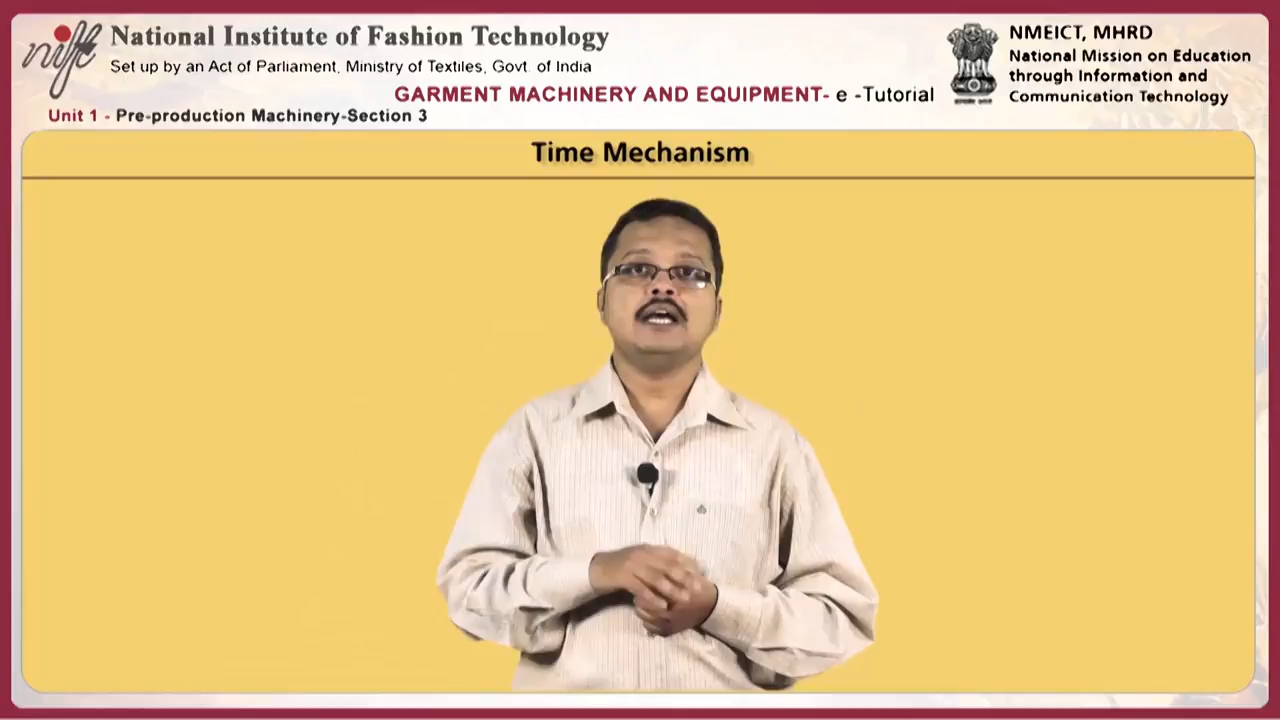 nift
National Institute of Fashion Technology
Set up by an Act of Parliament, Ministry of Textiles, Govt. of India
GARMENT MACHINERY AND EQUIPMENT- e -Tutorial
Unit 1 - Pre-production Machinery-Section 3
NMEICT, MHRD
National Mission on Education
through Information and
Communication Technology
Time Mechanism